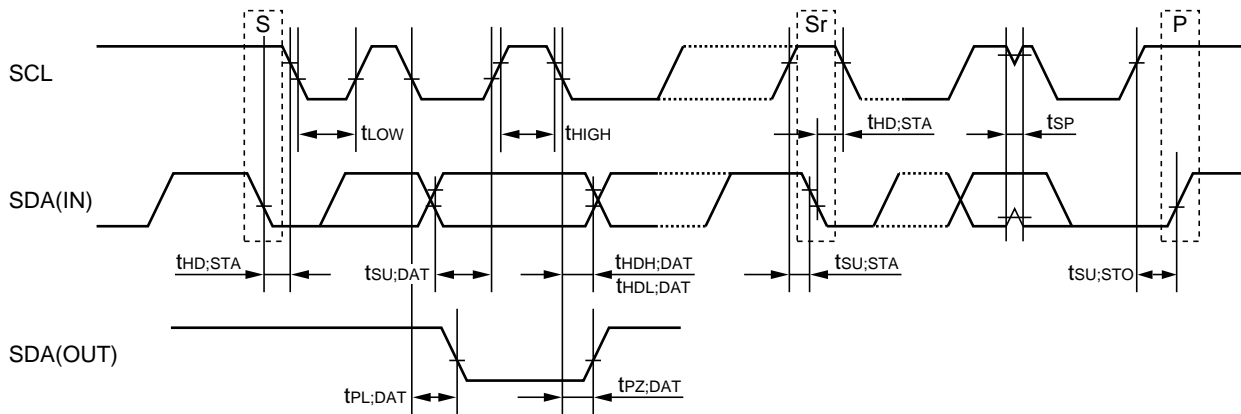 S Sr P
SCL
tLOW tHIGH tHD;STA tSP
SDA(IN)
tHD;STA tSU;DAT tHDH;DAT tSU;STA tSU;STO
tHDL;DAT
SDA(OUT)
tPL;DAT tPZ;DAT